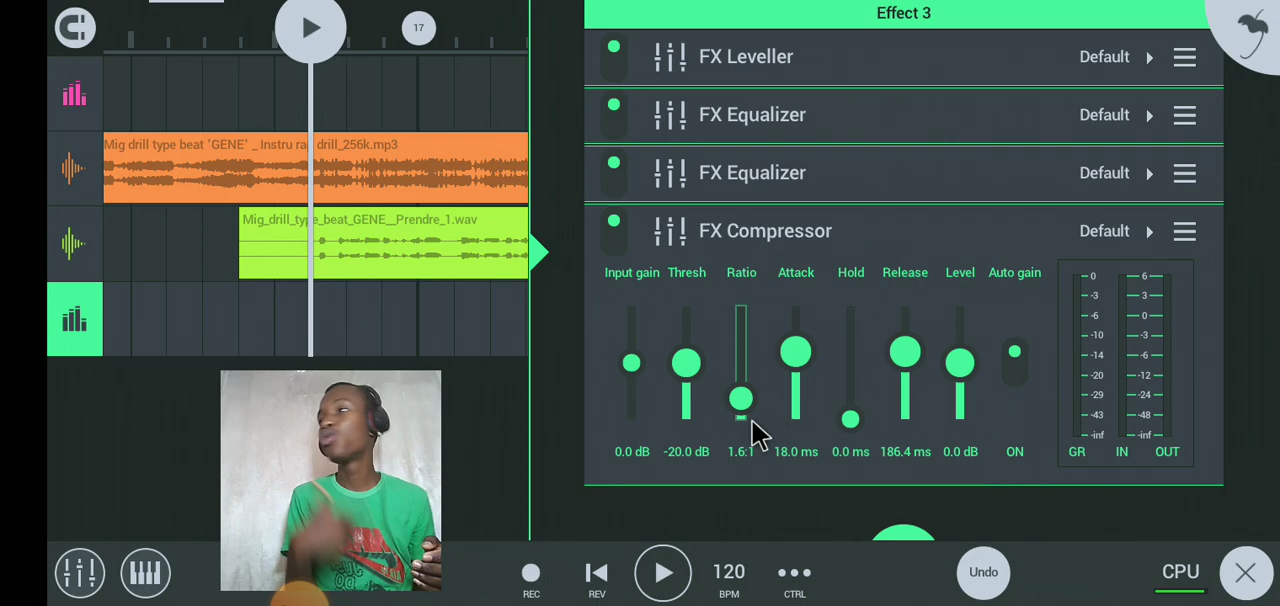 Effect 3
17
FX Leveller Default
FX Equalizer Default
Mig drill type beat 'GENE' _ Instru ra drill_256k.mp3
FX Equalizer Default
Mig_drill_type_beat_GENE__Prendre_1.wav
FX Compressor Default
Input gain Thresh Ratio Attack Hold Release Level Auto gain
0 6
-3 3
-6 0
-10 -3
-14 -6
-20 -12
-29 -24
-43 -48
-inf -inf
0.0 dB -20.0 dB 1.6:1 18.0 ms 0.0 ms 186.4 ms 0.0 dB ON
GR IN OUT
120 Undo CPU
REC REV BPM CTRL